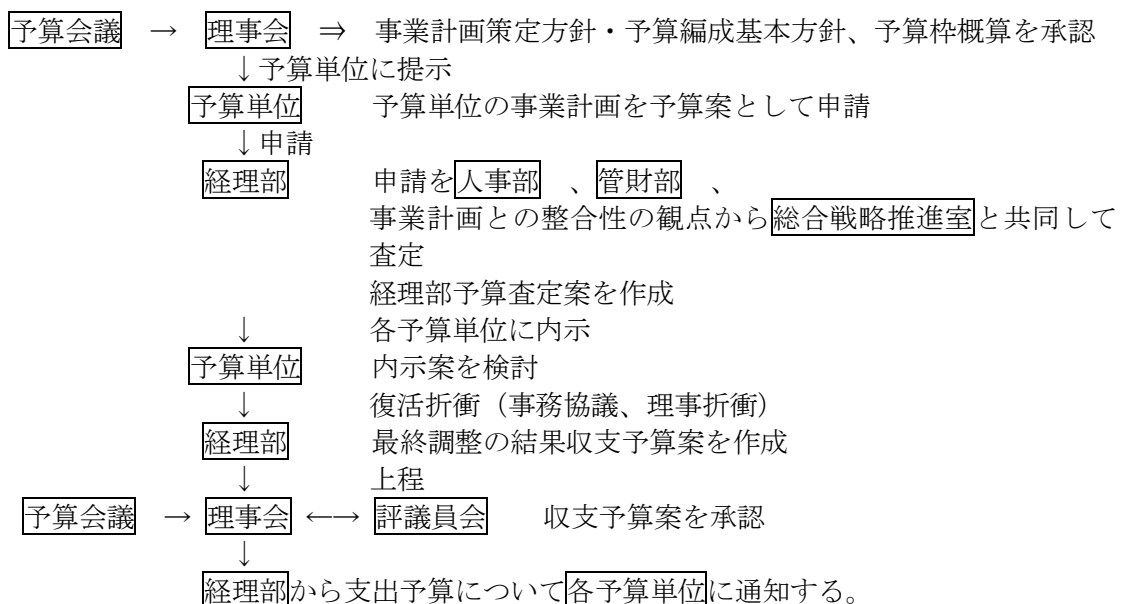 予算会議 → 理事会 ⇒ 事業計画策定方針・予算編成基本方針、予算枠概算を承認
↓予算単位に提示
予算単位 予算単位の事業計画を予算案として申請
↓申請
経理部 申請を人事部 、管財部 、
事業計画との整合性の観点から総合戦略推進室と共同して
査定
経理部予算査定案を作成
↓ 各予算単位に内示
予算単位 内示案を検討
↓ 復活折衝（事務協議、理事折衝）
経理部 最終調整の結果収支予算案を作成
↓ 上程
予算会議 → 理事会 ←→ 評議員会 収支予算案を承認
↓
経理部から支出予算について各予算単位に通知する。